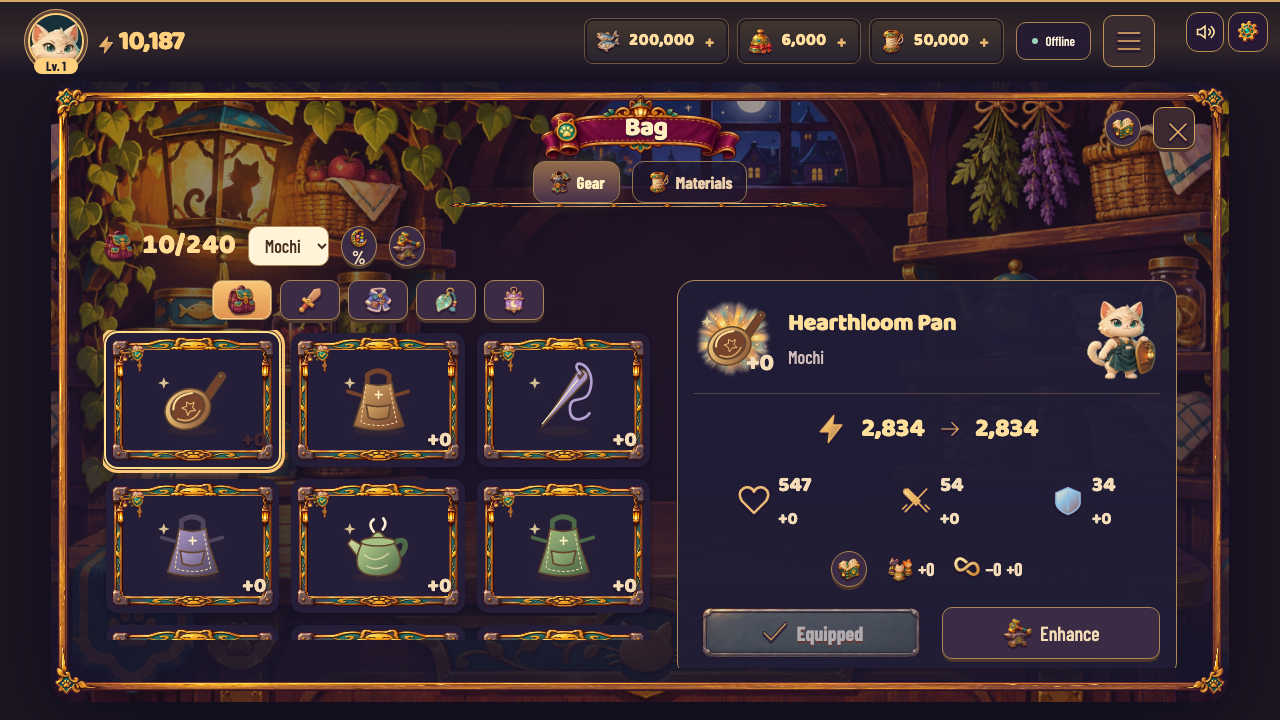 Lv. 1
10,187
200,000 +
6,000 +
50,000 +
Offline
Bag
Gear
Materials
10/240
Mochi
%
+0
+0
+0
+0
+0
+0
+0
Hearthloom Pan
Mochi
2,834 → 2,834
547
+0
54
+0
34
+0
+0
−0 +0
Equipped
Enhance